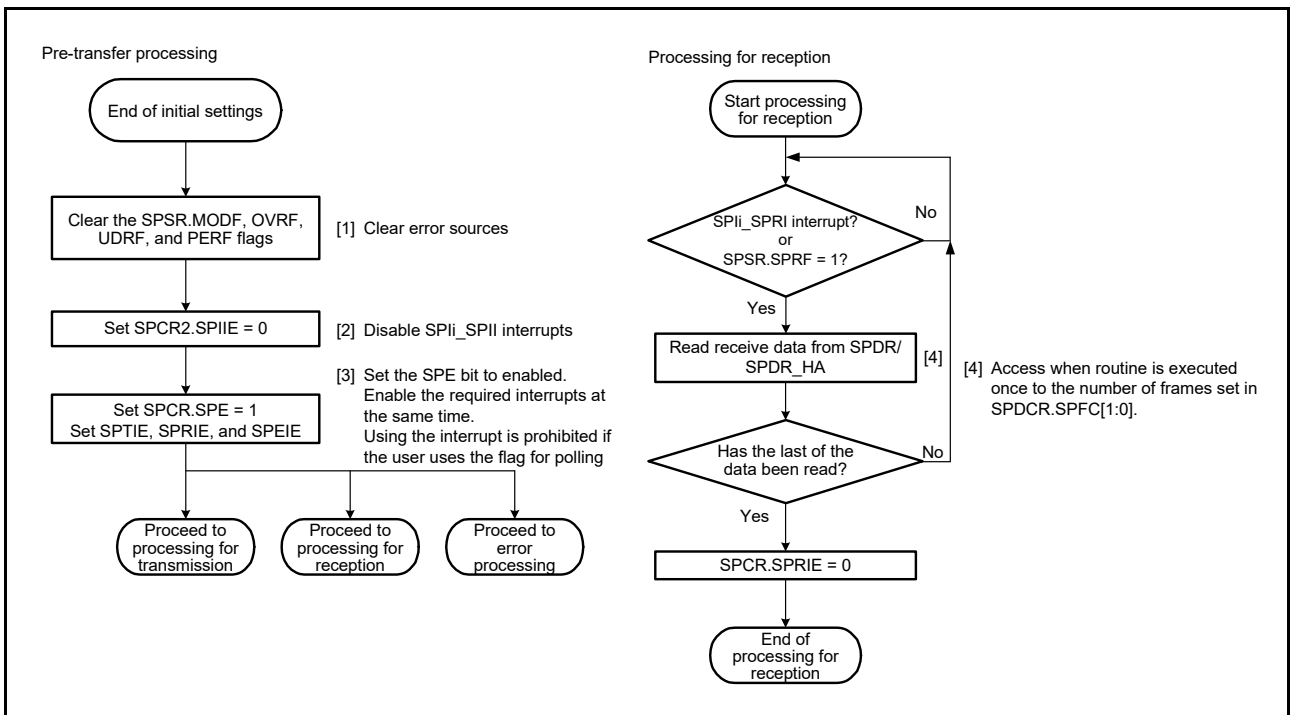 Pre-transfer processing
End of initial settings
Clear the SPSR.MODF, OVRF,
UDRF, and PERF flags
[1] Clear error sources
Set SPCR2.SPIIE = 0
[2] Disable SPIi_SPII interrupts
[3] Set the SPE bit to enabled.
Enable the required interrupts at
the same time.
Using the interrupt is prohibited if
the user uses the flag for polling
Set SPCR.SPE = 1
Set SPTIE, SPRIE, and SPEIE
Proceed to
processing for
transmission
Proceed to
processing for
reception
Proceed to
error
processing
Processing for reception
Start processing
for reception
SPIi_SPRI interrupt?
or
SPSR.SPRF = 1?
No
Yes
Read receive data from SPDR/
SPDR_HA
[4]
[4] Access when routine is executed
once to the number of frames set in
SPDCR.SPFC[1:0].
Has the last of the
data been read?
No
Yes
SPCR.SPRIE = 0
End of
processing for
reception